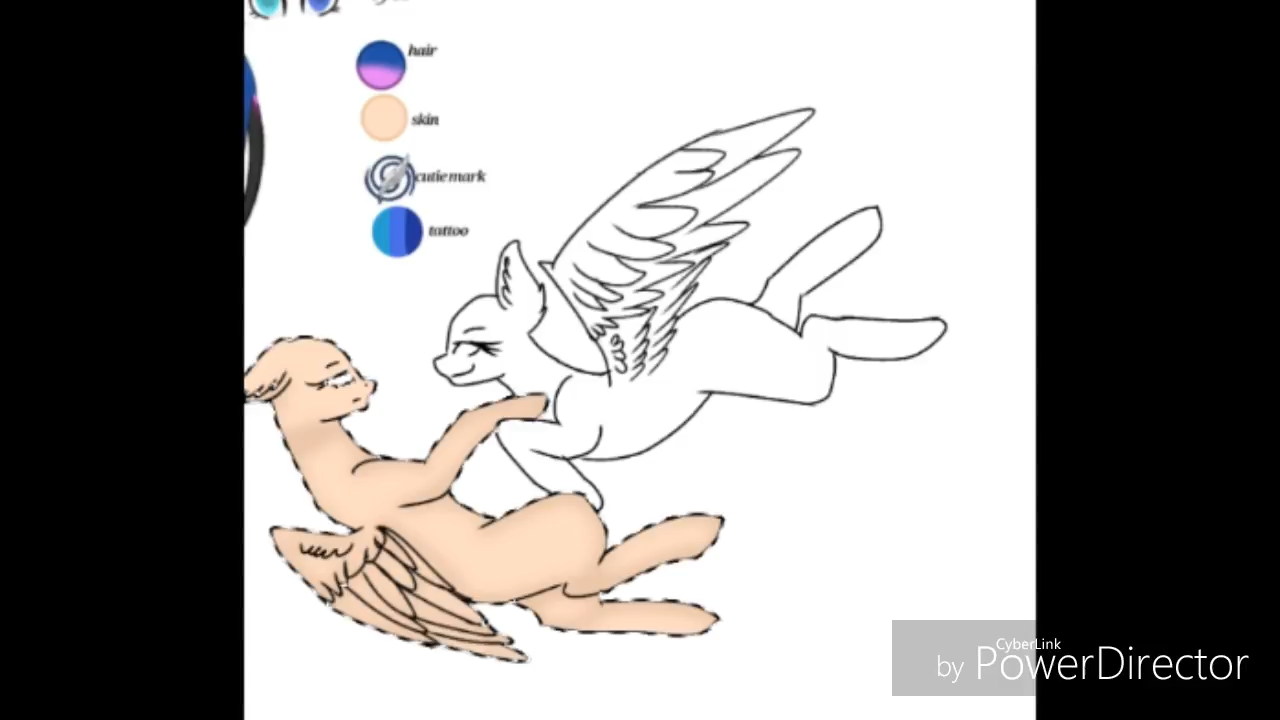 hair
skin
cutie mark
tattoo
CyberLink
by PowerDirector